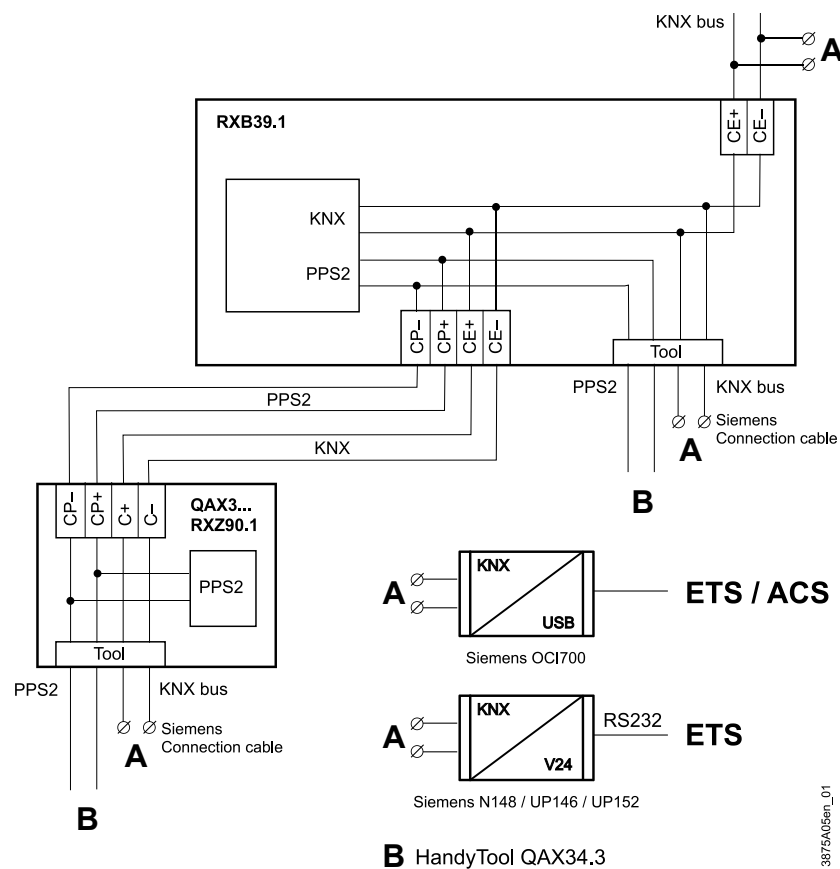 KNX bus
A
RXB39.1
CE+
CE–
KNX
PPS2
CP–
CP+
CE+
CE–
Tool
PPS2
KNX bus
Siemens
Connection cable
A
B
PPS2
KNX
CP–
CP+
C+
C–
QAX3...
RXZ90.1
PPS2
Tool
PPS2
KNX bus
Siemens
Connection cable
A
B
A
KNX
USB
ETS / ACS
Siemens OCI700
A
KNX
V24
RS232
ETS
Siemens N148 / UP146 / UP152
B HandyTool QAX34.3
3875A05en_01